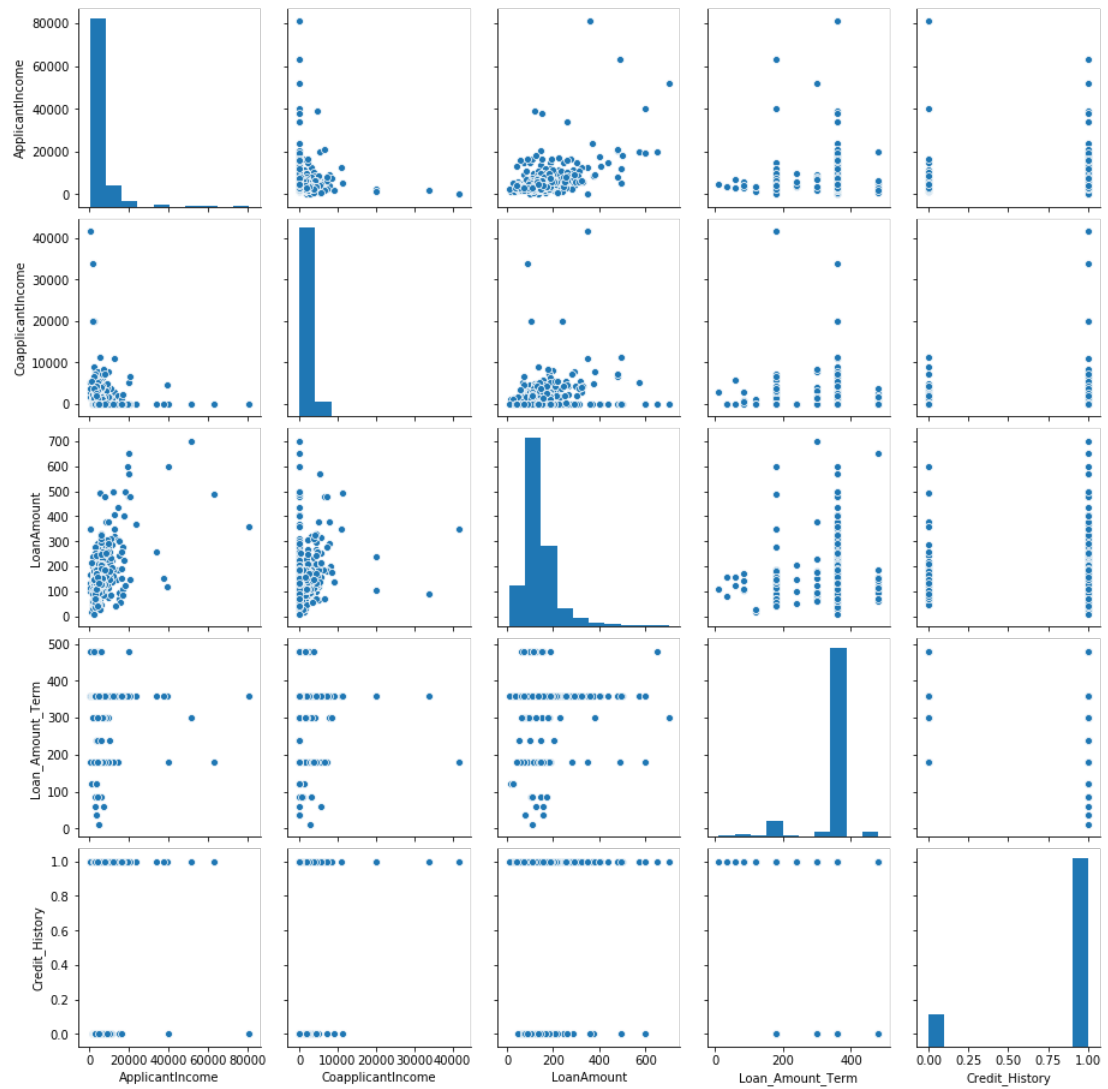 80000
60000
40000
20000
0
ApplicantIncome
40000
30000
20000
10000
0
CoapplicantIncome
700
600
500
400
300
200
100
0
LoanAmount
500
400
300
200
100
0
Loan_Amount_Term
1.0
0.8
0.6
0.4
0.2
0.0
Credit_History
0 20000 40000 60000 80000
ApplicantIncome
0 10000 20000 30000 40000
CoapplicantIncome
0 200 400 600
LoanAmount
0 200 400
Loan_Amount_Term
0.00 0.25 0.50 0.75 1.00
Credit_History